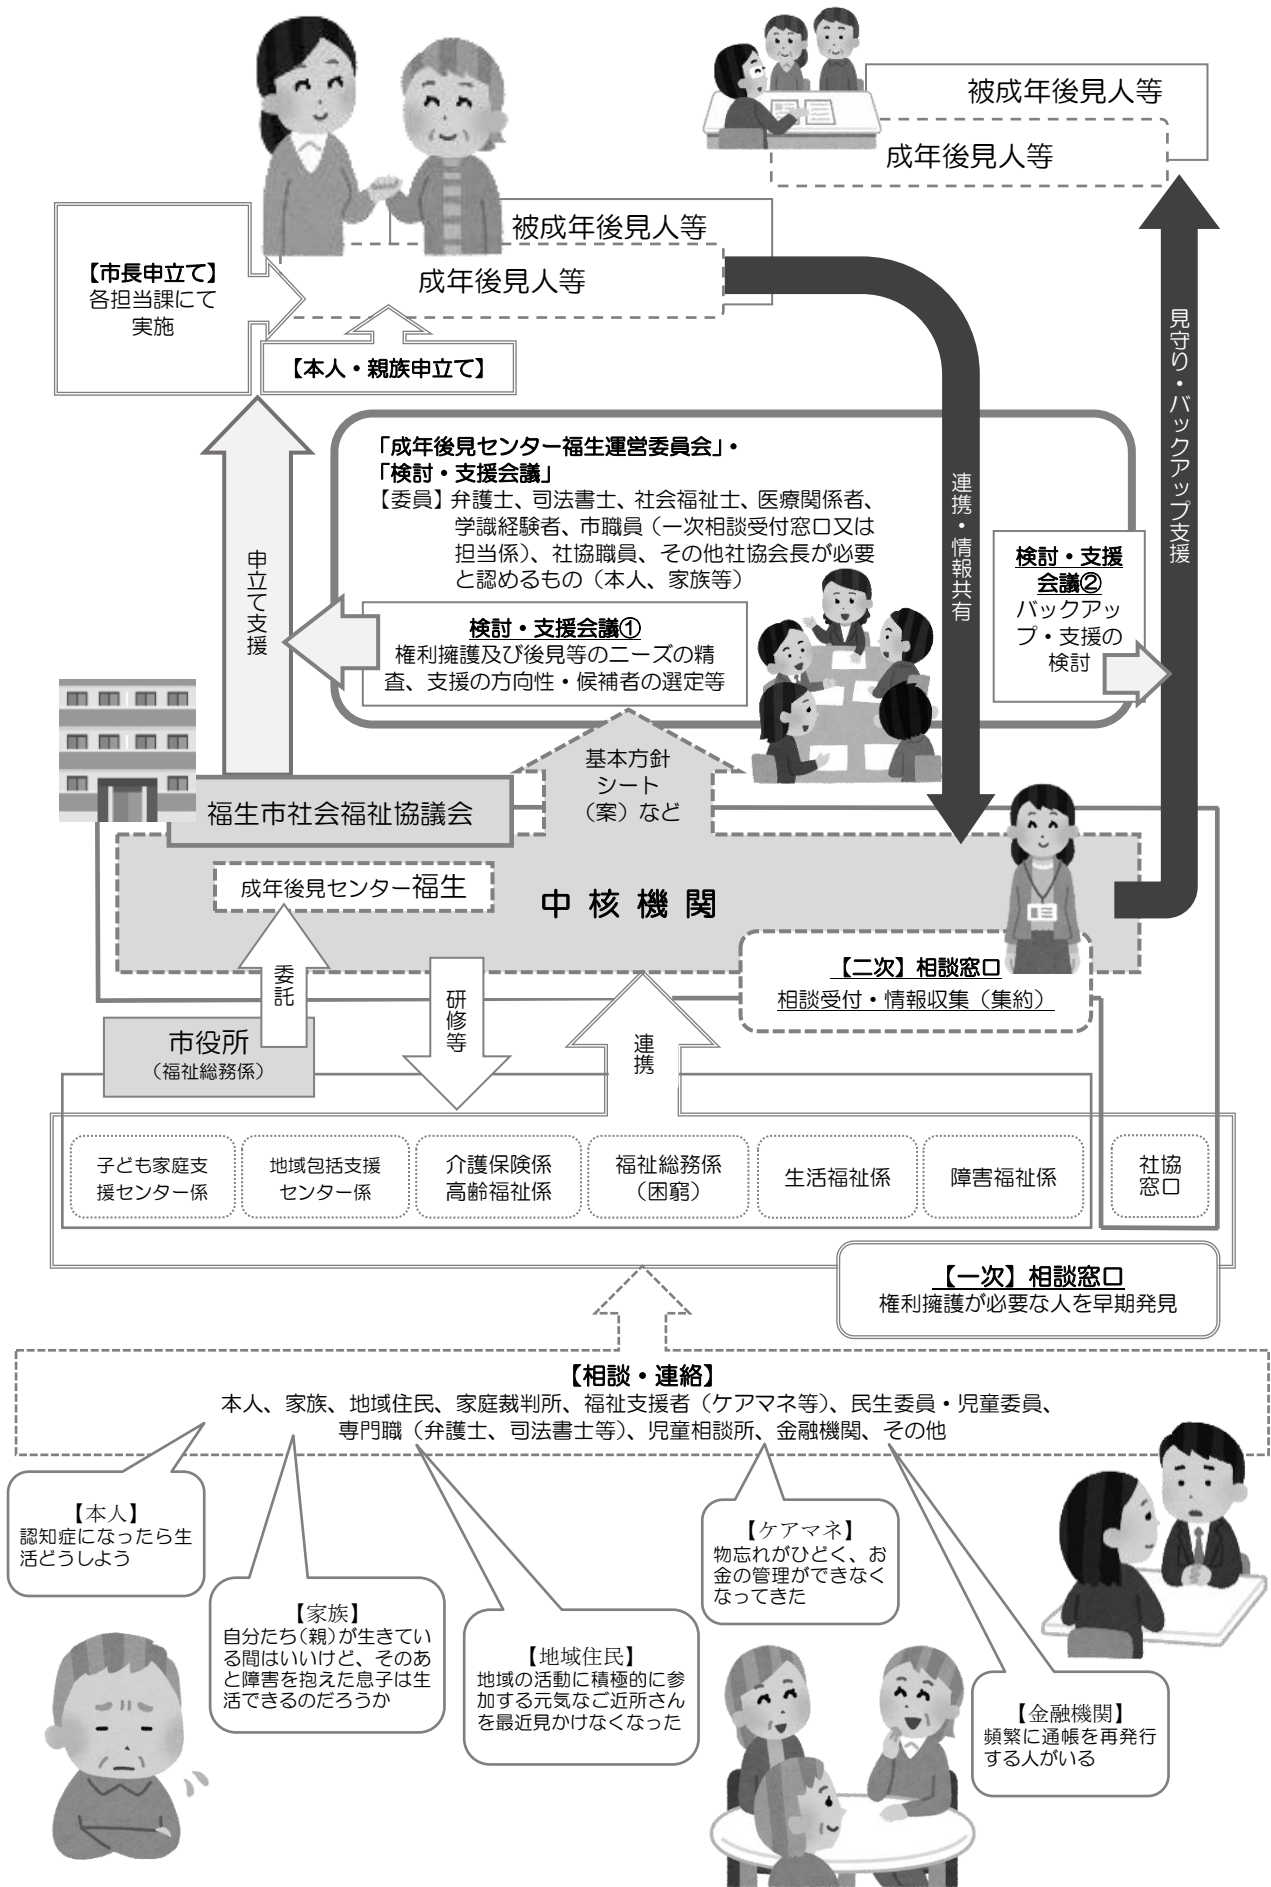 被成年後見人等
成年後見人等
被成年後見人等
成年後見人等
【市長申立て】
各担当課にて
実施
【本人・親族申立て】
見守り・バックアップ支援
連携・情報共有
申立て支援
「成年後見センター福生運営委員会」・
「検討・支援会議」
【委員】弁護士、司法書士、社会福祉士、医療関係者、
学識経験者、市職員（一次相談受付窓口又は
担当係）、社協職員、その他社協会長が必要
と認めるもの（本人、家族等）
検討・支援会議①
権利擁護及び後見等のニーズの精
査、支援の方向性・候補者の選定等
検討・支援
会議②
バックアッ
プ・支援の
検討
基本方針
シート
（案）など
福生市社会福祉協議会
成年後見センター福生
中核機関
【二次】相談窓口
相談受付・情報収集（集約）
委託
研修等
連携
市役所
（福祉総務係）
子ども家庭支
援センター係
地域包括支援
センター係
介護保険係
高齢福祉係
福祉総務係
（困窮）
生活福祉係
障害福祉係
社協
窓口
【一次】相談窓口
権利擁護が必要な人を早期発見
【相談・連絡】
本人、家族、地域住民、家庭裁判所、福祉支援者（ケアマネ等）、民生委員・児童委員、
専門職（弁護士、司法書士等）、児童相談所、金融機関、その他
【本人】
認知症になったら生
活どうしよう
【家族】
自分たち（親）が生きてい
る間はいいけど、そのあ
と障害を抱えた息子は生
活できるのだろうか
【地域住民】
地域の活動に積極的に参
加する元気なご近所さん
を最近見かけなくなった
【ケアマネ】
物忘れがひどく、お
金の管理ができなく
なってきた
【金融機関】
頻繁に通帳を再発行
する人がいる